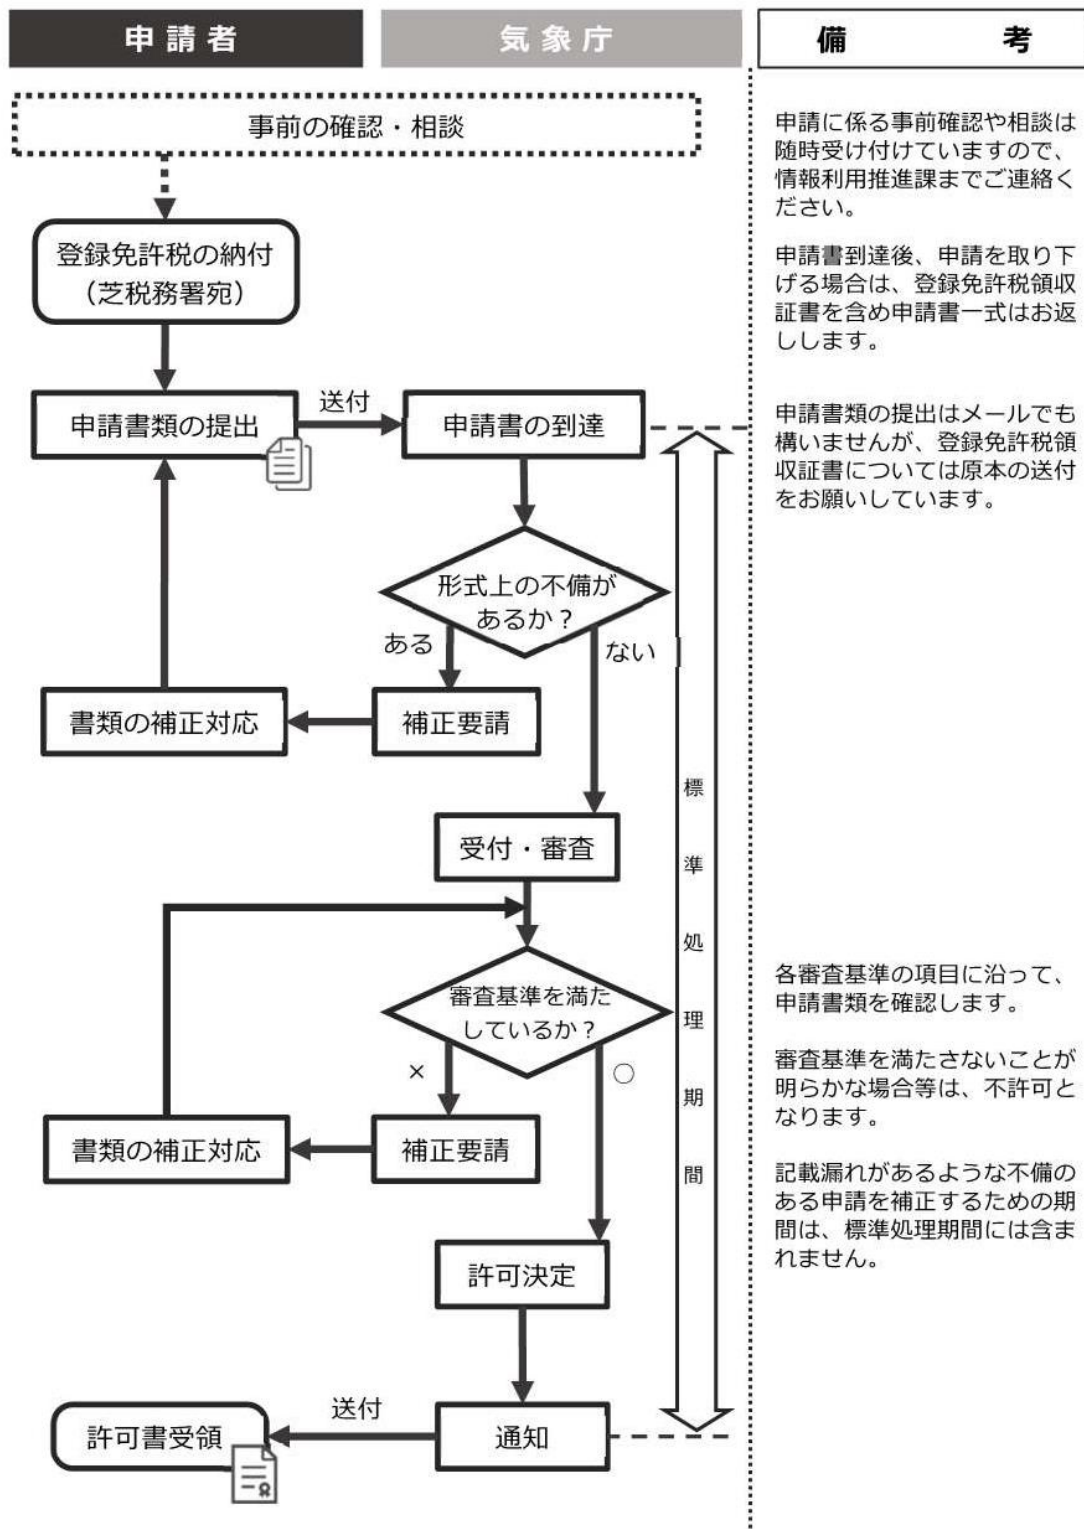 申請者
気象庁
備考
事前の確認・相談
申請に係る事前確認や相談は
随時受け付けていますので、
情報利用推進課までご連絡く
ださい。
登録免許税の納付
（芝税務署宛）
申請書到達後、申請を取り下
げる場合は、登録免許税領収
証書を含め申請書一式はお返
しします。
申請書類の提出
送付
申請書の到達
申請書類の提出はメールでも
構いませんが、登録免許税領
収証書については原本の送付
をお願いしています。
形式上の不備が
あるか？
ある
ない
書類の補正対応
補正要請
標準処理期間
受付・審査
審査基準を満た
しているか？
×
○
各審査基準の項目に沿って、
申請書類を確認します。
審査基準を満たさないことが
明らかな場合等は、不許可と
なります。
書類の補正対応
補正要請
記載漏れがあるような不備の
ある申請を補正するための期
間は、標準処理期間には含ま
れません。
許可決定
許可書受領
送付
通知